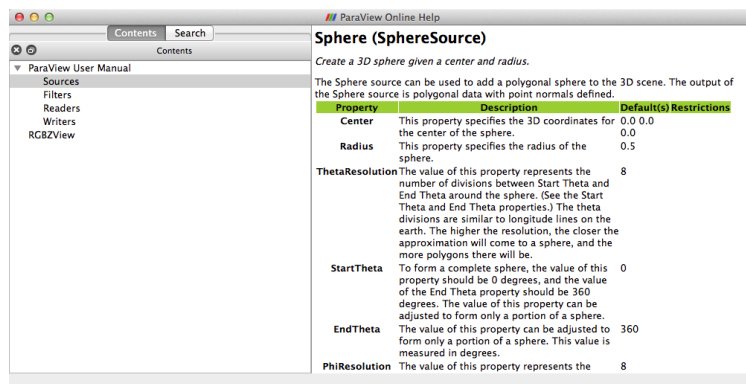 ParaView Online Help
Contents Search
Contents
ParaView User Manual
Sources
Filters
Readers
Writers
RGBZView
Sphere (SphereSource)
Create a 3D sphere given a center and radius.
The Sphere source can be used to add a polygonal sphere to the 3D scene. The output of
the Sphere source is polygonal data with point normals defined.
Property Description Default(s) Restrictions
Center This property specifies the 3D coordinates for 0.0 0.0
the center of the sphere. 0.0
Radius This property specifies the radius of the 0.5
sphere.
ThetaResolution The value of this property represents the 8
number of divisions between Start Theta and
End Theta around the sphere. (See the Start
Theta and End Theta properties.) The theta
divisions are similar to longitude lines on the
earth. The higher the resolution, the closer the
approximation will come to a sphere, and the
more polygons there will be.
StartTheta To form a complete sphere, the value of this 0
property should be 0 degrees, and the value
of the End Theta property should be 360
degrees. The value of this property can be
adjusted to form only a portion of a sphere.
EndTheta The value of this property can be adjusted to 360
form only a portion of a sphere. This value is
measured in degrees.
PhiResolution The value of this property represents the 8